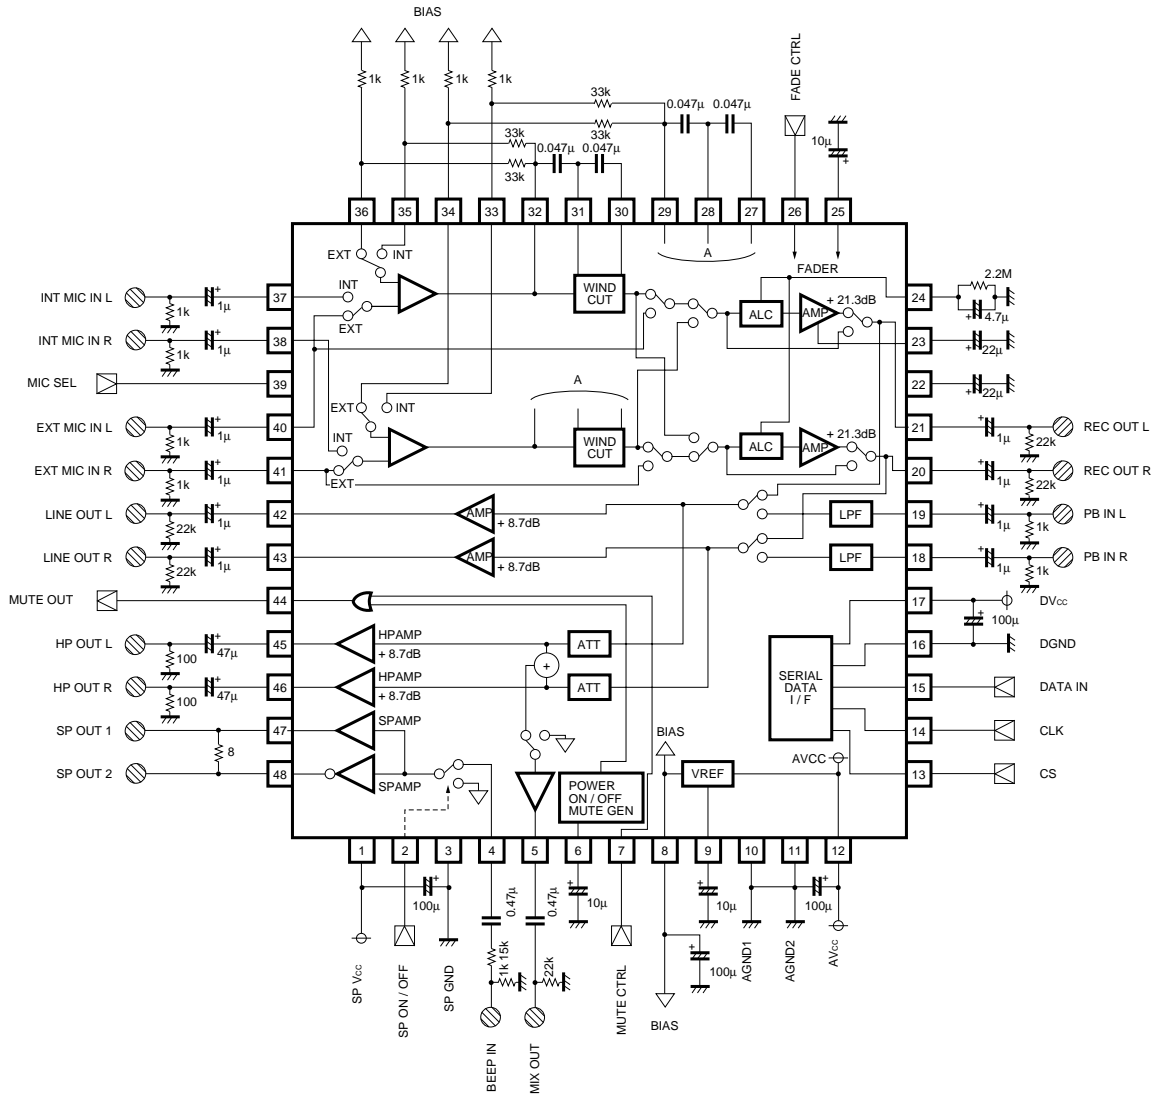 BIAS
1k 1k 1k 1k
33k
0.047μ 0.047μ
33k
33k
0.047μ 0.047μ
33k
FADE CTRL
10μ
+
36 35 34 33 32 31 30 29 28 27 26 25
EXT INT
A
FADER
INT MIC IN L
1k
+
1μ
37
INT
EXT
WIND
CUT
ALC
AMP
+ 21.3dB
24
2.2M
+
4.7μ
INT MIC IN R
1k
+
1μ
38
23
+
22μ
MIC SEL
39
A
22
+
22μ
EXT INT
EXT MIC IN L
1k
+
1μ
40
INT
WIND
CUT
ALC
AMP
+ 21.3dB
21
+
1μ
22k
REC OUT L
EXT MIC IN R
1k
+
1μ
41
EXT
20
+
1μ
22k
REC OUT R
LINE OUT L
22k
+
1μ
42
AMP
+ 8.7dB
LPF
19
+
1μ
1k
PB IN L
LINE OUT R
22k
+
1μ
43
AMP
+ 8.7dB
LPF
18
+
1μ
1k
PB IN R
MUTE OUT
44
17
+
100μ
DVcc
HP OUT L
100
+
47μ
45
HPAMP
+ 8.7dB
ATT
16
DGND
HP OUT R
100
+
47μ
46
HPAMP
+ 8.7dB
+
ATT
SERIAL
DATA
I / F
15
DATA IN
SP OUT 1
8
47
SPAMP
14
CLK
SP OUT 2
48
SPAMP
BIAS
AVCC
13
CS
POWER
ON / OFF
MUTE GEN
VREF
1 2 3 4 5 6 7 8 9 10 11 12
+
100μ
0.47μ
0.47μ
+
10μ
+
10μ
+
100μ
15k
1k
22k
+
100μ
SP Vcc
SP ON / OFF
SP GND
BEEP IN
MIX OUT
MUTE CTRL
BIAS
AGND1
AGND2
AVcc